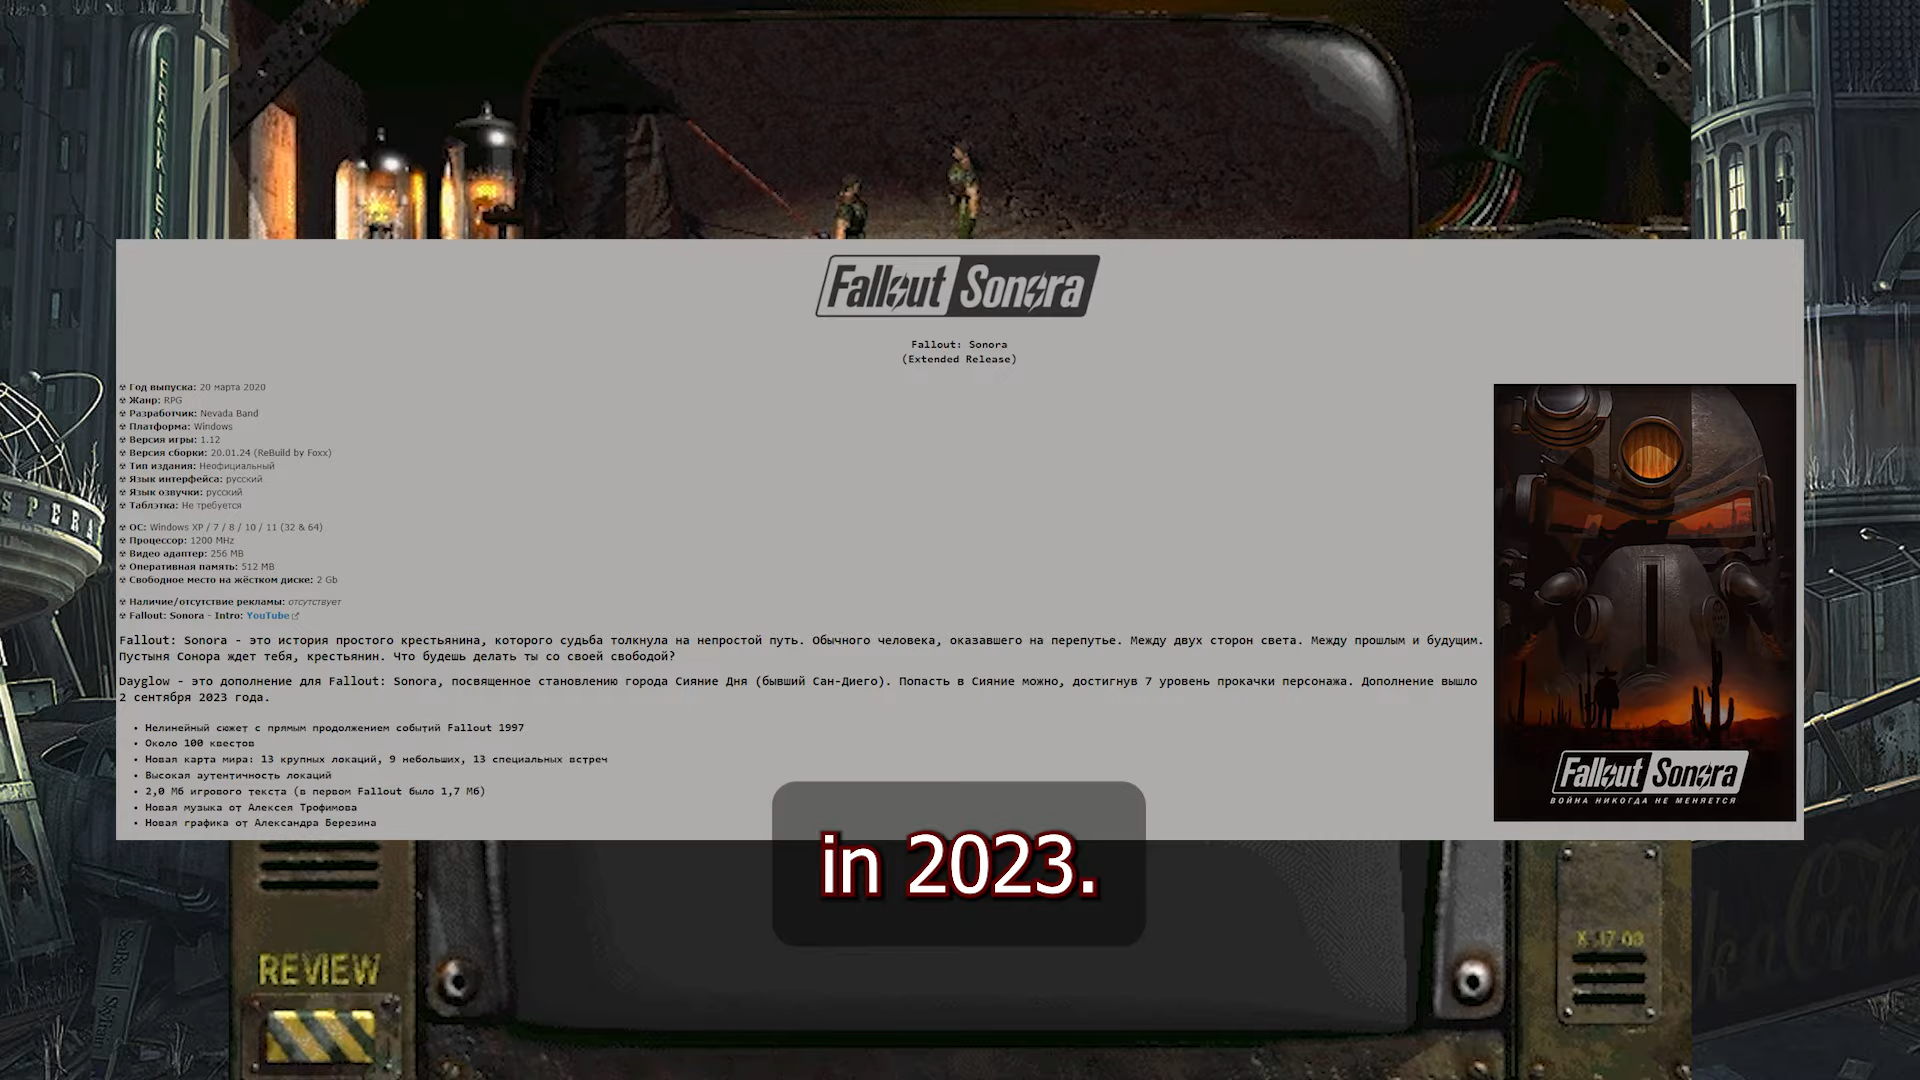 FRANKIES
SPERA
Fallout Sonora
Fallout: Sonora
(Extended Release)
Год выпуска: 20 марта 2020
Жанр: RPG
Разработчик: Nevada Band
Платформа: Windows
Версия игры: 1.12
Версия сборки: 20.01.24 (ReBuild by Foxx)
Тип издания: Неофициальный
Язык интерфейса: русский
Язык озвучки: русский
Таблэтка: Не требуется
ОС: Windows XP / 7 / 8 / 10 / 11 (32 & 64)
Процессор: 1200 MHz
Видео адаптер: 256 MB
Оперативная память: 512 MB
Свободное место на жёстком диске: 2 Gb
Наличие/отсутствие рекламы: отсутствует
Fallout: Sonora - Intro: YouTube
Fallout: Sonora - это история простого крестьянина, которого судьба толкнула на непростой путь. Обычного человека, оказавшего на перепутье. Между двух сторон света. Между прошлым и будущим.
Пустыня Сонора ждет тебя, крестьянин. Что будешь делать ты со своей свободой?
Dayglow - это дополнение для Fallout: Sonora, посвященное становлению города Сияние Дня (бывший Сан-Диего). Попасть в Сияние можно, достигнув 7 уровень прокачки персонажа. Дополнение вышло
2 сентября 2023 года.
• Нелинейный сюжет с прямым продолжением событий Fallout 1997
• Около 100 квестов
• Новая карта мира: 13 крупных локаций, 9 небольших, 13 специальных встреч
• Высокая аутентичность локаций
• 2,0 Мб игрового текста (в первом Fallout было 1,7 Мб)
• Новая музыка от Алексея Трофимова
• Новая графика от Александра Березина
Fallout Sonora
ВОЙНА НИКОГДА НЕ МЕНЯЕТСЯ
in 2023.
REVIEW